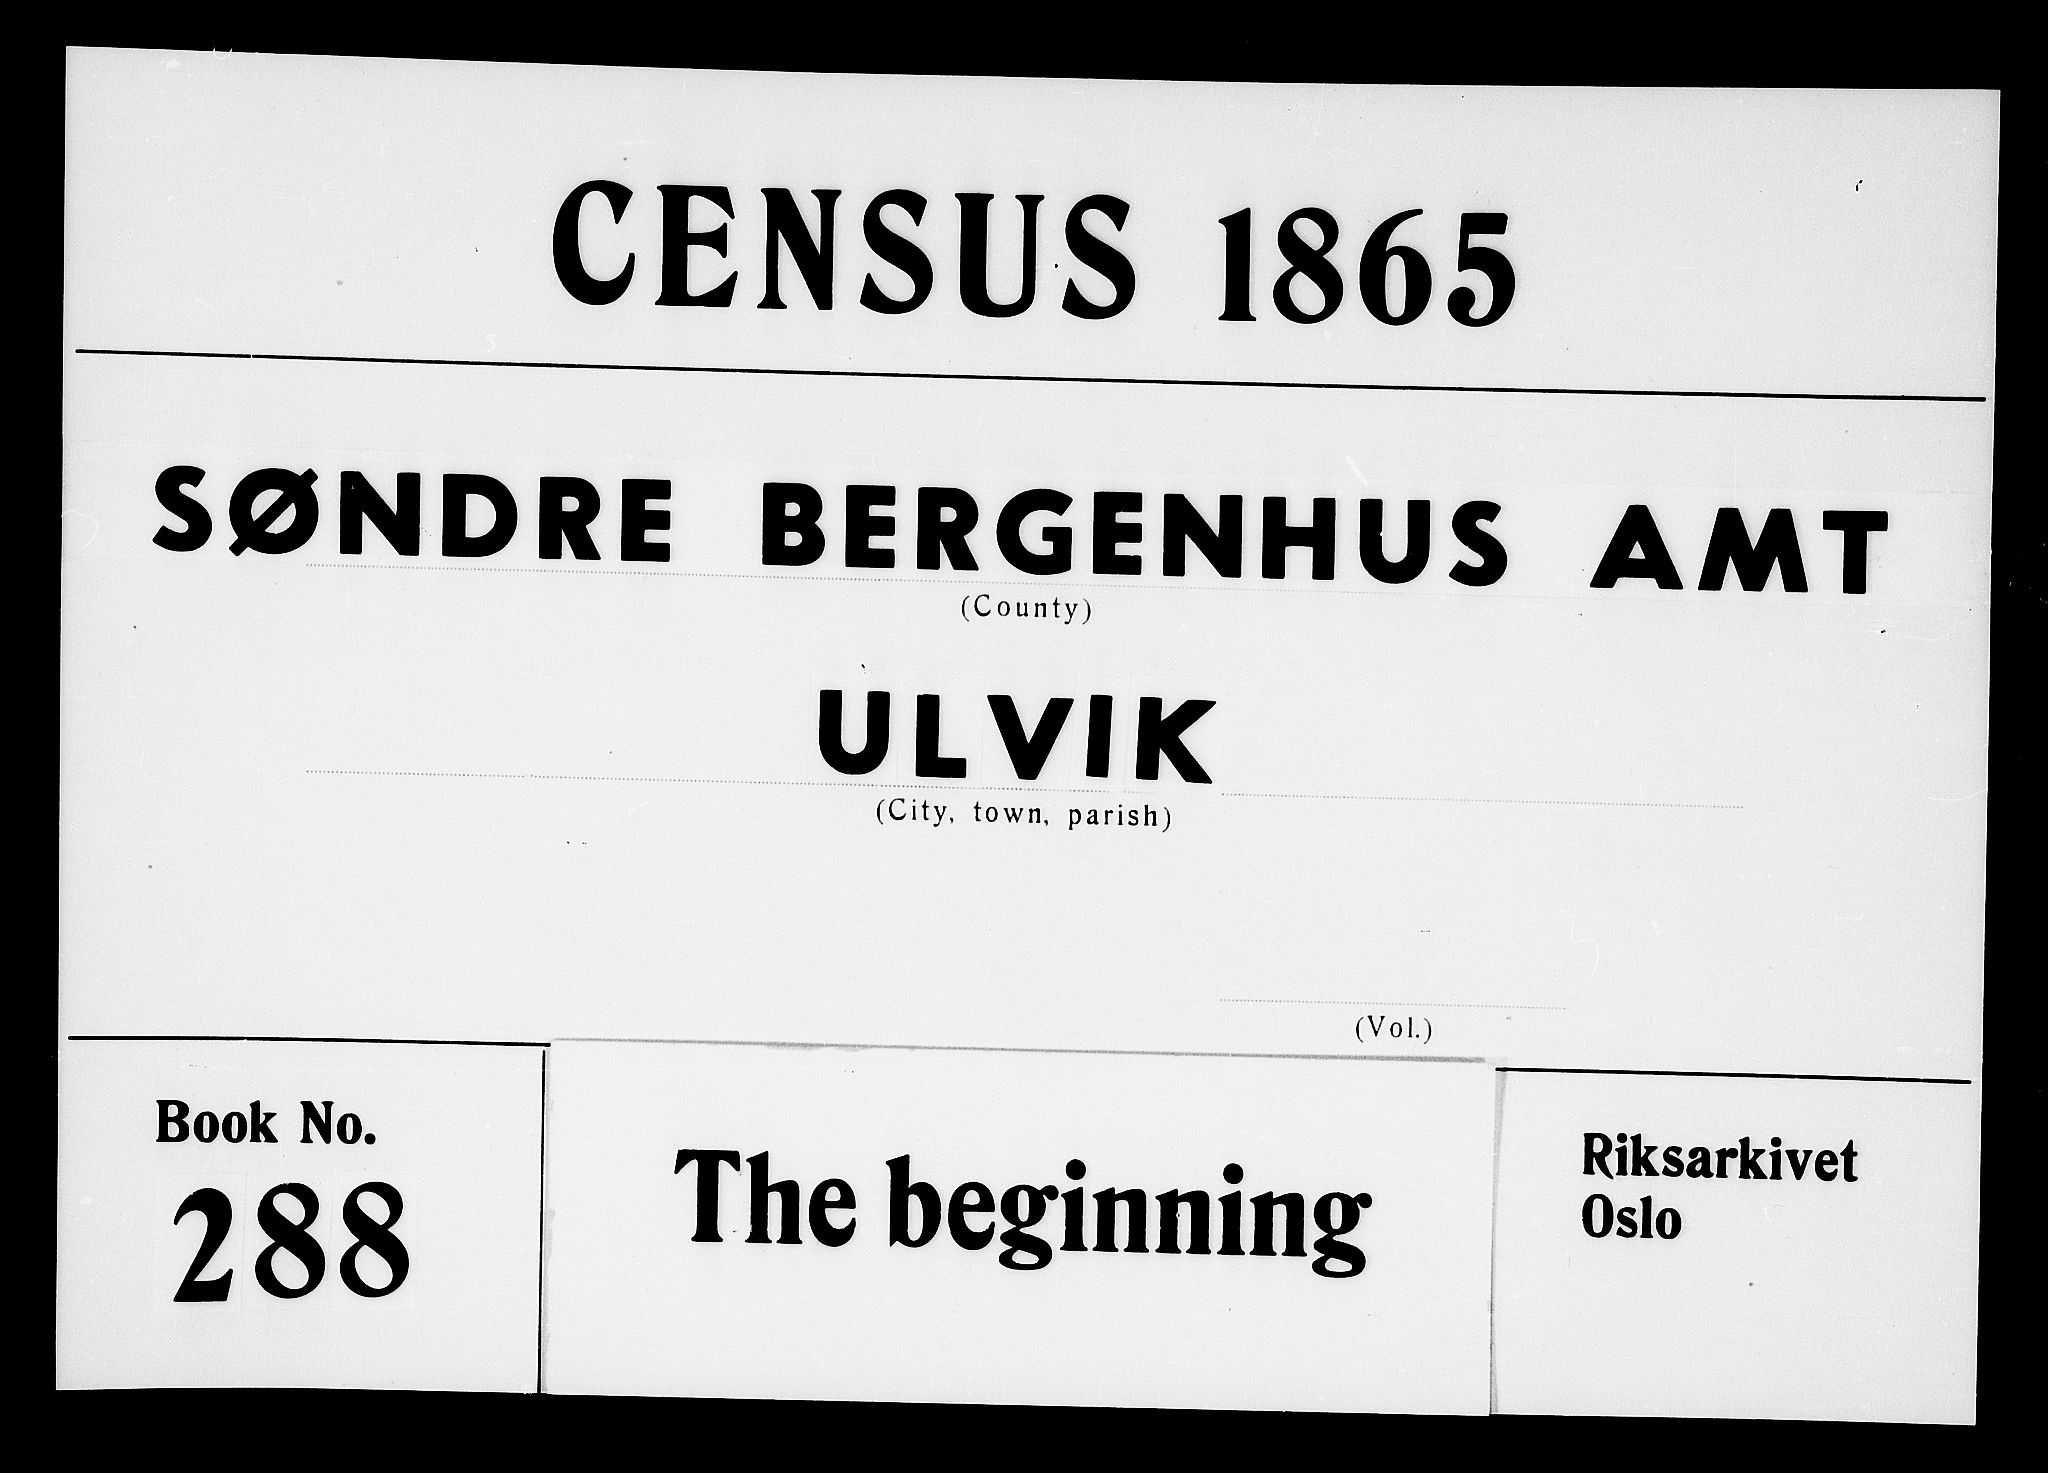 CENSUS 1865
SØNDRE BERGENHUS AMT
(County)
ULVIK
(City, town, parish)
(Vol.)
Book No.
288
The beginning
Riksarkivet
Oslo